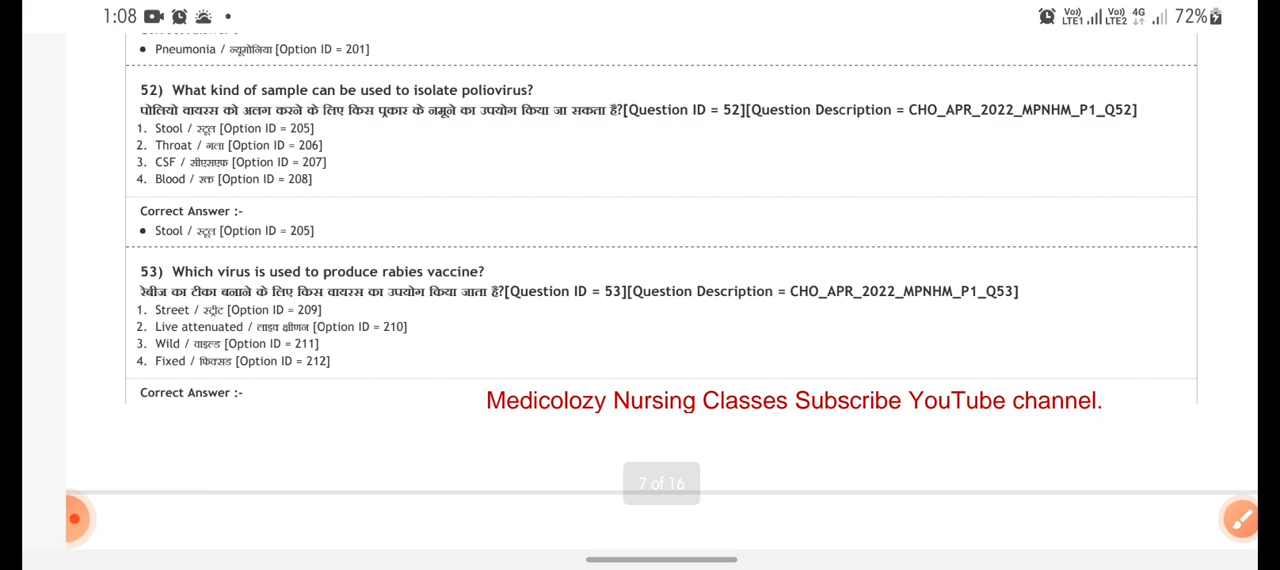 1:08
Vo) LTE1 Vo) LTE2 4G 72%
Pneumonia / न्यूमोनिया [Option ID = 201]
52) What kind of sample can be used to isolate poliovirus?
पोलियो वायरस को अलग करने के लिए किस प्रकार के नमूने का उपयोग किया जा सकता है?[Question ID = 52][Question Description = CHO_APR_2022_MPNHM_P1_Q52]
1. Stool / स्टूल [Option ID = 205]
2. Throat / गला [Option ID = 206]
3. CSF / सीएसएफ [Option ID = 207]
4. Blood / रक्त [Option ID = 208]
Correct Answer :-
Stool / स्टूल [Option ID = 205]
53) Which virus is used to produce rabies vaccine?
रेबीज का टीका बनाने के लिए किस वायरस का उपयोग किया जाता है?[Question ID = 53][Question Description = CHO_APR_2022_MPNHM_P1_Q53]
1. Street / स्ट्रीट [Option ID = 209]
2. Live attenuated / लाइव क्षीणन [Option ID = 210]
3. Wild / वाइल्ड [Option ID = 211]
4. Fixed / फिक्सड [Option ID = 212]
Correct Answer :-
Medicolozy Nursing Classes Subscribe YouTube channel.
7 of 16